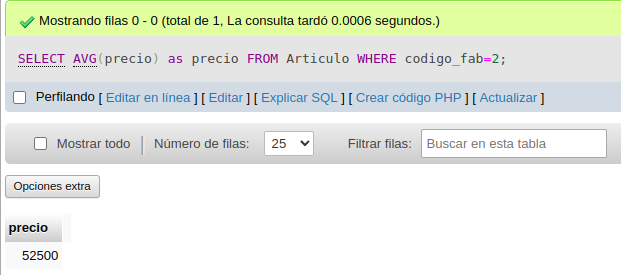 Mostrando filas 0 - 0 (total de 1, La consulta tardó 0.0006 segundos.)
SELECT AVG(precio) as precio FROM Articulo WHERE codigo_fab=2;
Perfilando [ Editar en línea ] [ Editar ] [ Explicar SQL ] [ Crear código PHP ] [ Actualizar ]
Mostrar todo Número de filas: 25 Filtrar filas: Buscar en esta tabla
Opciones extra
precio
52500